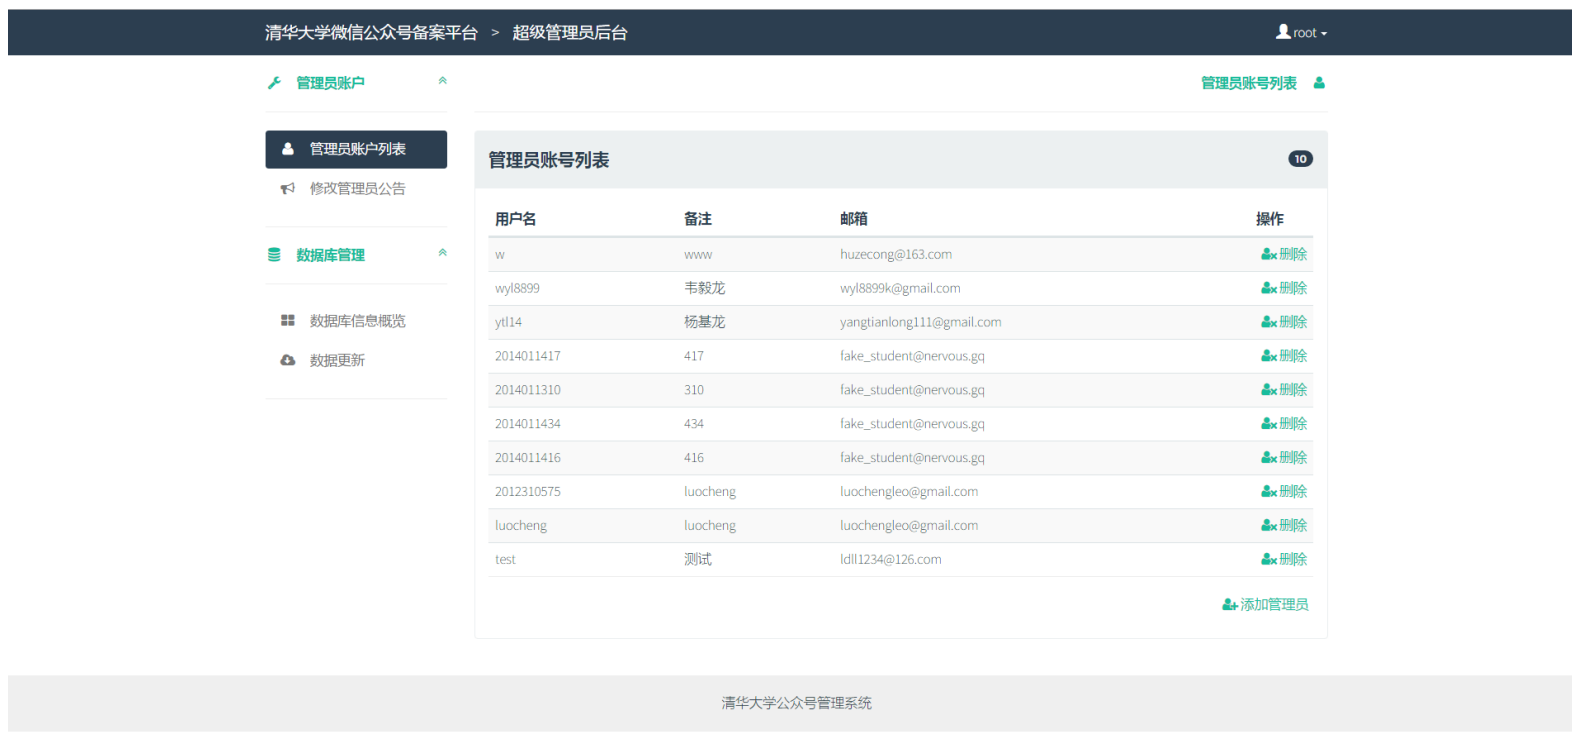 清华大学微信公众号备案平台 > 超级管理员后台 root
管理员账户
管理员账号列表
管理员账户列表
修改管理员公告
数据库管理
数据库信息概览
数据更新
管理员账号列表 10
用户名 备注 邮箱 操作
w www huzecong@163.com 删除
wyl8899 韦毅龙 wyl8899k@gmail.com 删除
ytl14 杨基龙 yangtianlong111@gmail.com 删除
2014011417 417 fake_student@nervous.gq 删除
2014011310 310 fake_student@nervous.gq 删除
2014011434 434 fake_student@nervous.gq 删除
2014011416 416 fake_student@nervous.gq 删除
2012310575 luocheng luochengleo@gmail.com 删除
luocheng luocheng luochengleo@gmail.com 删除
test 测试 ldll1234@126.com 删除
添加管理员
清华大学公众号管理系统